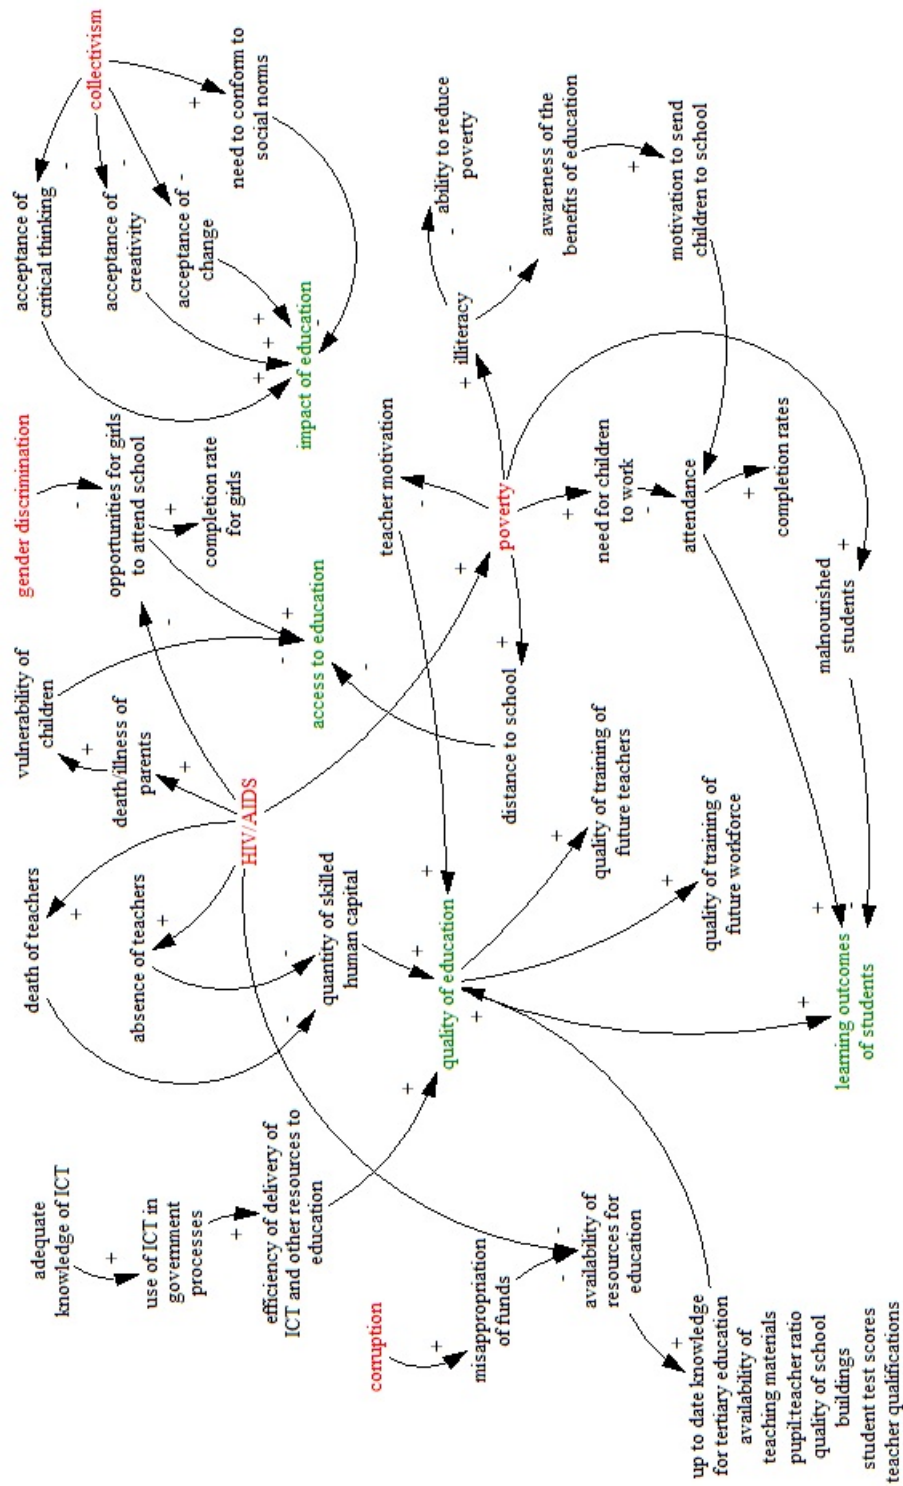 adequate
knowledge of ICT
+
use of ICT in
government
processes
+
efficiency of delivery of
ICT and other resources to
education
+
death of teachers
+
absence of teachers
+
-
-
quantity of skilled
human capital
+
vulnerability of
children
+
death/illness of
parents
+
HIV/AIDS
-
gender discrimination
-
opportunities for girls
to attend school
+
completion rate
for girls
+
-
access to education
-
acceptance of
critical thinking
-
acceptance of
creativity
-
acceptance of
change
-
collectivism
+
need to conform to
social norms
+
+
+
-
impact of education
corruption
+
misappropriation
of funds
-
-
availability of
resources for
education
+
up to date knowledge
for tertiary education
availability of
teaching materials
pupil:teacher ratio
quality of school
buildings
student test scores
teacher qualifications
quality of education
+
+
+
quality of training of
future teachers
+
quality of training of
future workforce
teacher motivation
-
poverty
+
+
distance to school
+
illiteracy
-
ability to reduce
poverty
-
awareness of the
benefits of education
+
motivation to send
children to school
+
need for children
to work
-
attendance
+
completion rates
+
malnourished
students
+
+
-
learning outcomes
of students